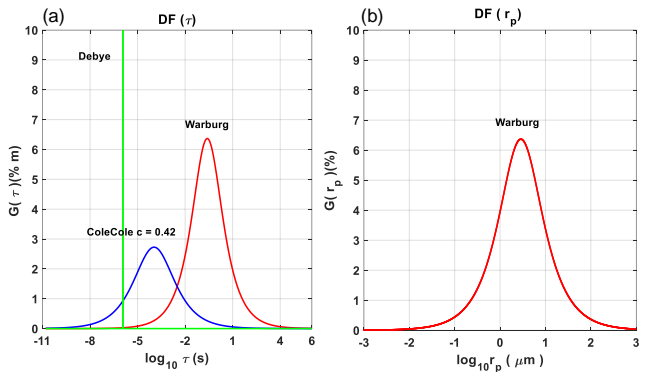 (a)
DF (τ)
10
9
8
7
6
5
4
3
2
1
0
G( τ )(% m)
Debye
Warburg
ColeCole c = 0.42
-11 -8 -5 -2 1 4 6
log10 τ (s)
(b)
DF ( rp)
10
9
8
7
6
5
4
3
2
1
0
G( rp )(%)
Warburg
-3 -2 -1 0 1 2 3
log10rp ( μm )